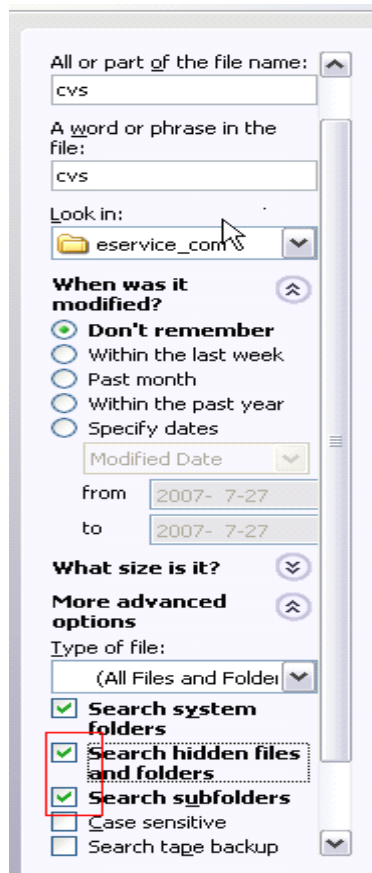 All or part of the file name:
cvs
A word or phrase in the
file:
cvs
Look in:
eservice_com
When was it
modified?
Don't remember
Within the last week
Past month
Within the past year
Specify dates
Modified Date
from 2007- 7-27
to 2007- 7-27
What size is it?
More advanced
options
Type of file:
(All Files and Folder
Search system
folders
Search hidden files
and folders
Search subfolders
Case sensitive
Search tape backup